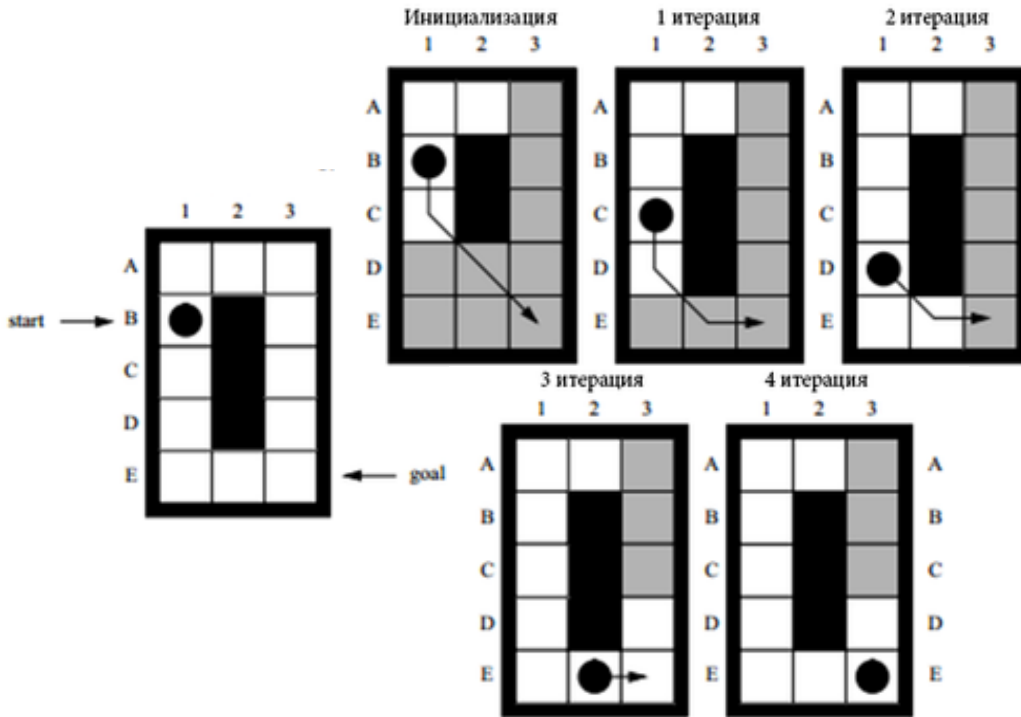 Инициализация 1 итерация 2 итерация
1 2 3 1 2 3 1 2 3
A A A
B B B
C C C
D D D
E E E
1 2 3
A
start B
C
D
E goal
3 итерация 4 итерация
1 2 3 1 2 3
A A A
B B B
C C C
D D D
E E E